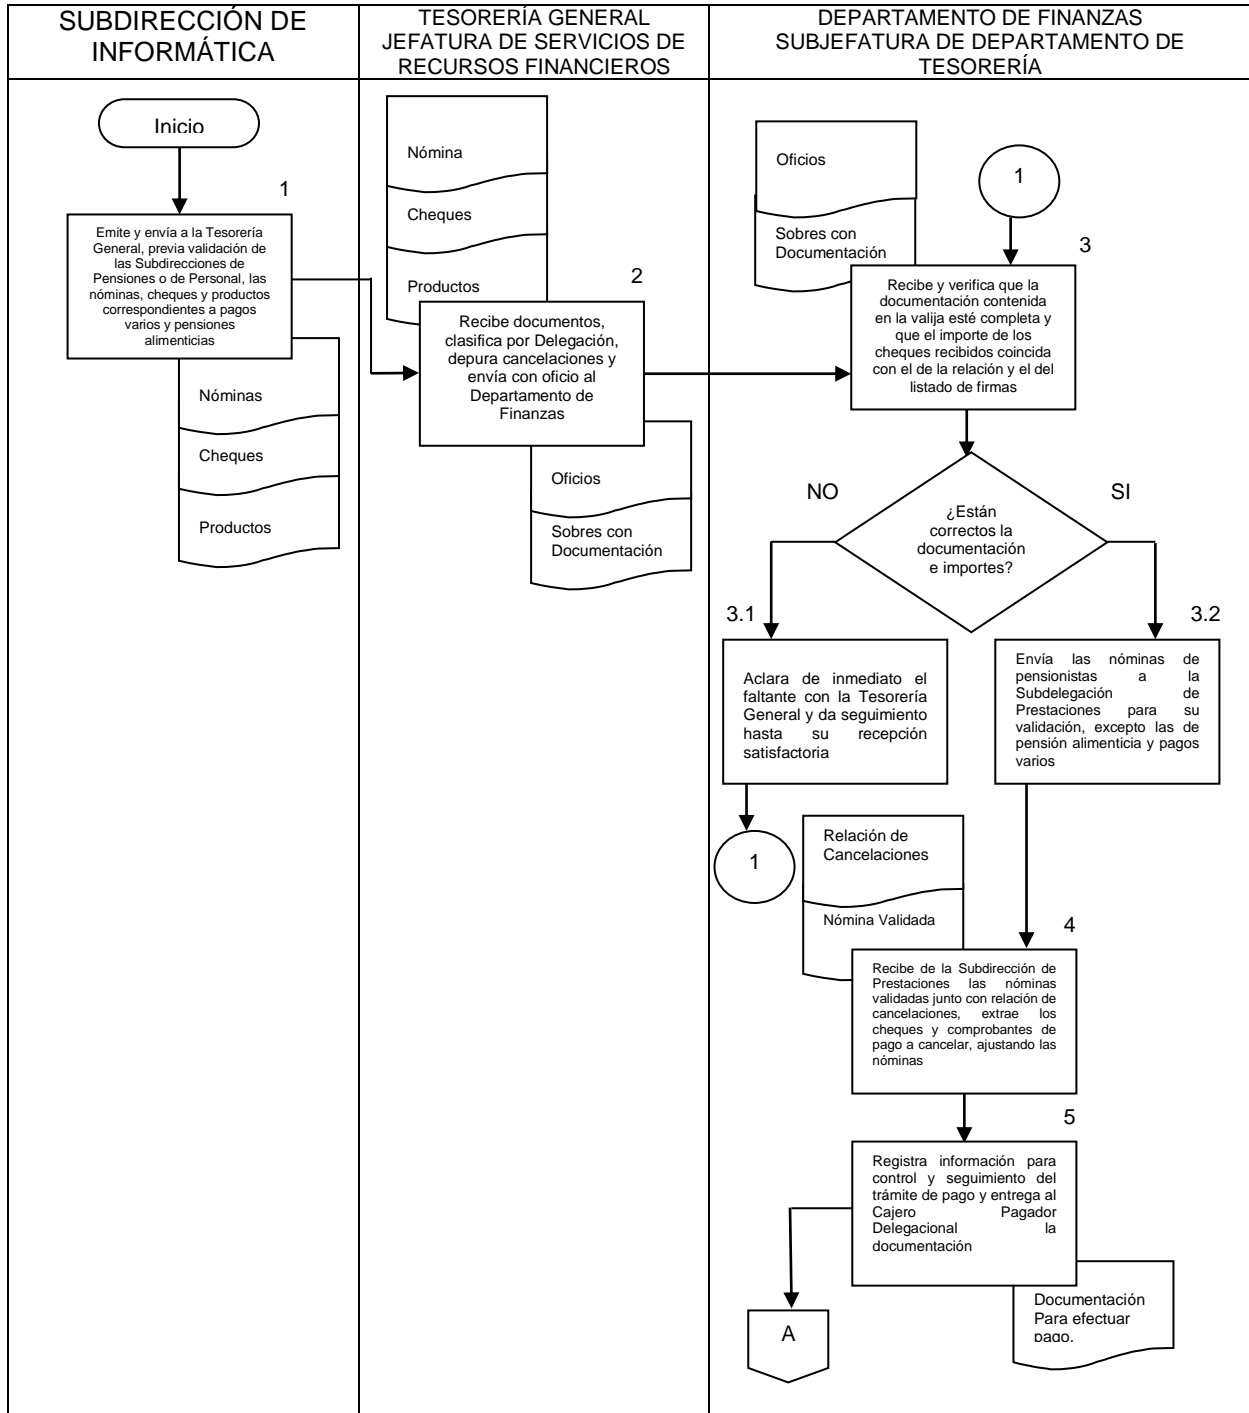 SUBDIRECCIÓN DE
INFORMÁTICA
TESORERÍA GENERAL
JEFATURA DE SERVICIOS DE
RECURSOS FINANCIEROS
DEPARTAMENTO DE FINANZAS
SUBJEFATURA DE DEPARTAMENTO DE
TESORERÍA
Inicio
1
Emite y envía a la Tesorería
General, previa validación de
las Subdirecciones de
Pensiones o de Personal, las
nóminas, cheques y productos
correspondientes a pagos
varios y pensiones
alimenticias
Nóminas
Cheques
Productos
Nómina
Cheques
Productos
2
Recibe documentos,
clasifica por Delegación,
depura cancelaciones y
envía con oficio al
Departamento de
Finanzas
Oficios
Sobres con
Documentación
Oficios
Sobres con
Documentación
1
3
Recibe y verifica que la
documentación contenida
en la valija esté completa y
que el importe de los
cheques recibidos coincida
con el de la relación y el del
listado de firmas
NO
SI
¿Están
correctos la
documentación
e importes?
3.1
Aclara de inmediato el
faltante con la Tesorería
General y da seguimiento
hasta su recepción
satisfactoria
1
3.2
Envía las nóminas de
pensionistas a la
Subdelegación de
Prestaciones para su
validación, excepto las de
pensión alimenticia y pagos
varios
Relación de
Cancelaciones
Nómina Validada
4
Recibe de la Subdirección de
Prestaciones las nóminas
validadas junto con relación de
cancelaciones, extrae los
cheques y comprobantes de
pago a cancelar, ajustando las
nóminas
5
Registra información para
control y seguimiento del
trámite de pago y entrega al
Cajero Pagador
Delegacional la
documentación
Documentación
Para efectuar
pago.
A